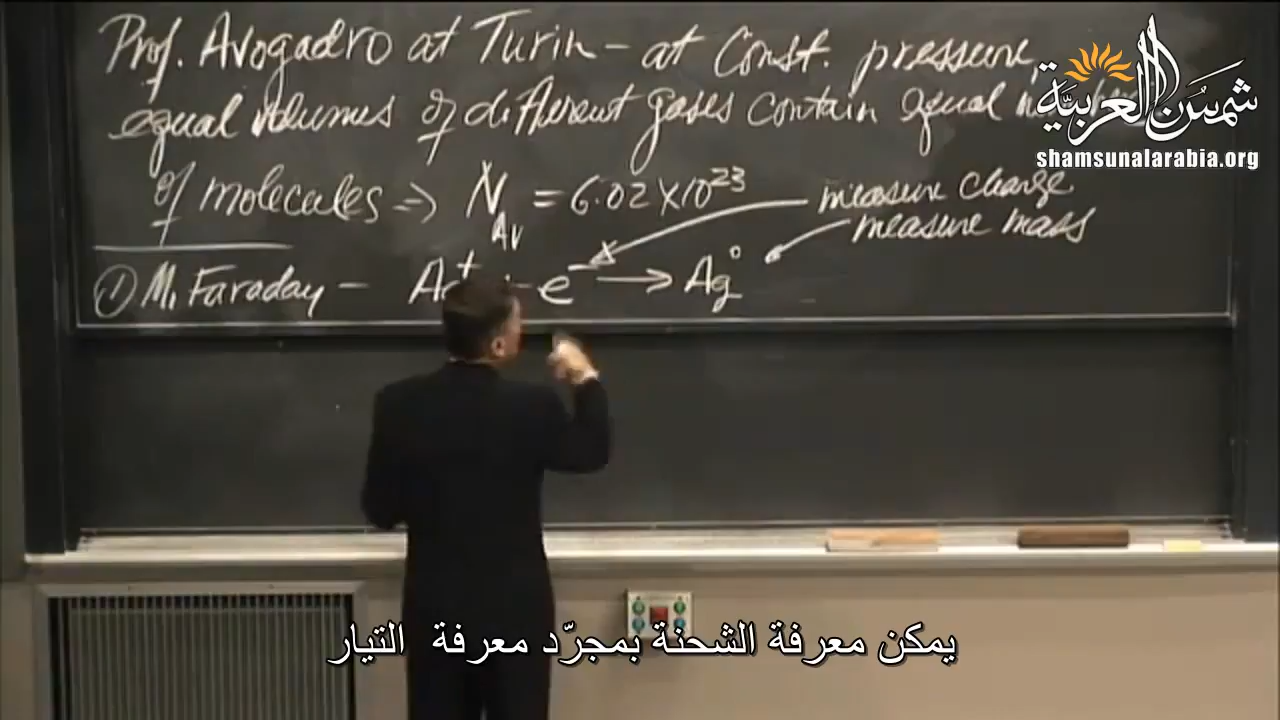 Prof. Avogadro at Turin – at Const. pressure,
equal volumes of different gases contain equal
of molecules => N_Av = 6.02 x 10^23
measure charge
measure mass
① M. Faraday – e⁻ → Ag°
شمس العربية
shamsunalarabia.org
يمكن معرفة الشحنة بمجرّد معرفة التيار